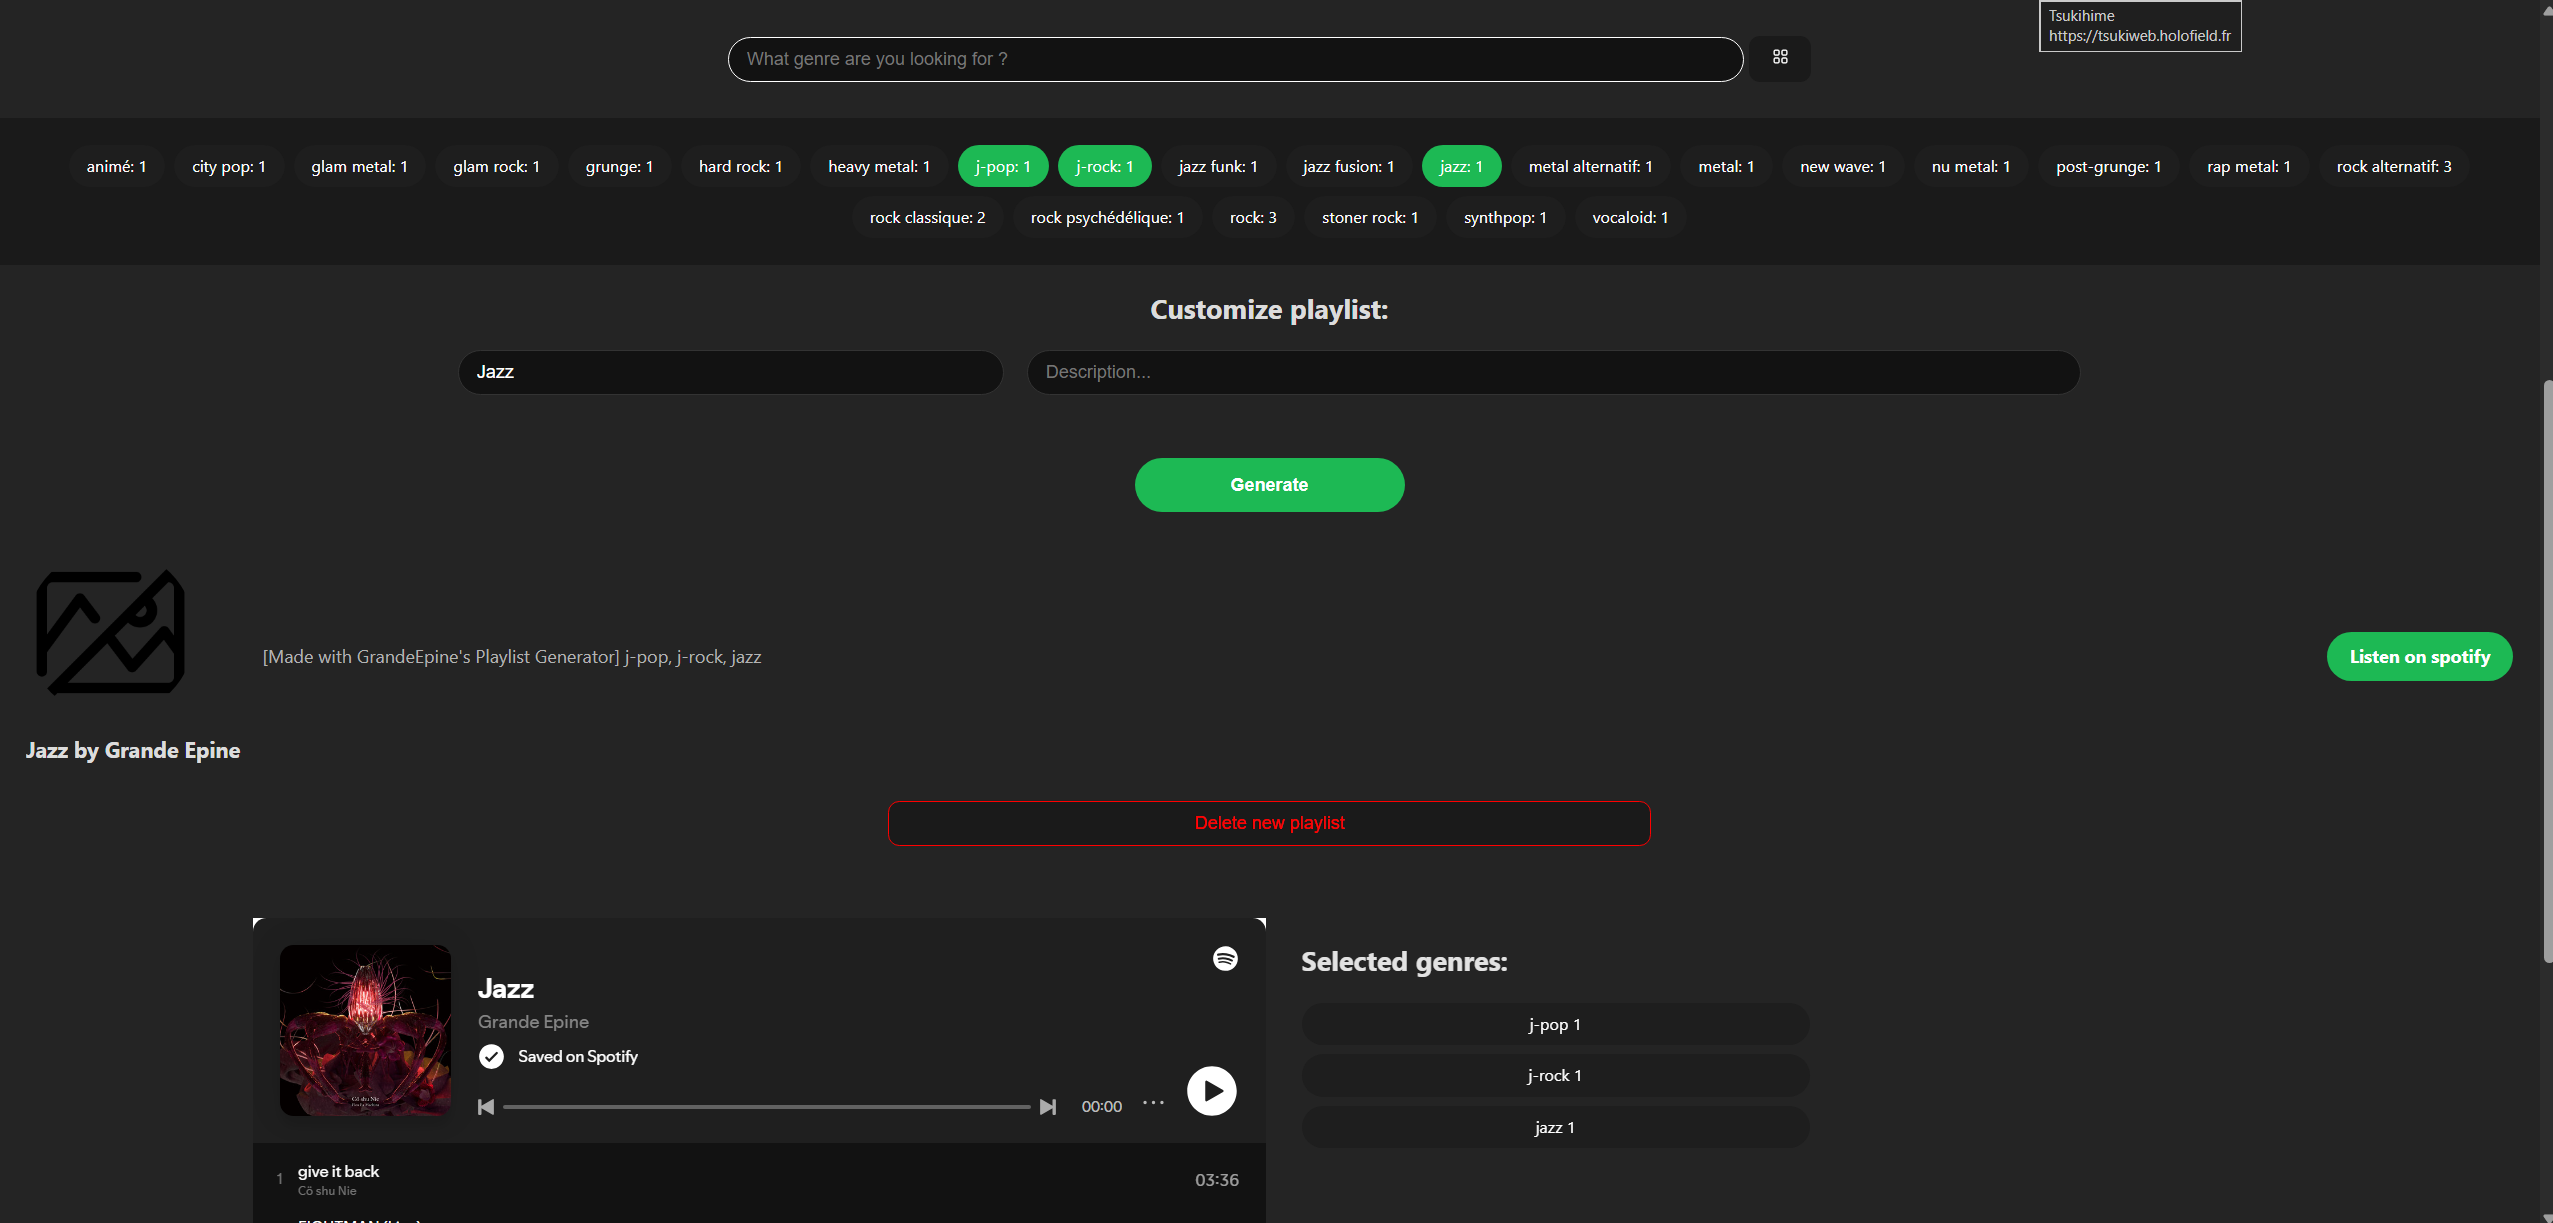 Tsukihime
https://tsukiweb.holofield.fr
What genre are you looking for ?
animé: 1
city pop: 1
glam metal: 1
glam rock: 1
grunge: 1
hard rock: 1
heavy metal: 1
j-pop: 1
j-rock: 1
jazz funk: 1
jazz fusion: 1
jazz: 1
metal alternatif: 1
metal: 1
new wave: 1
nu metal: 1
post-grunge: 1
rap metal: 1
rock alternatif: 3
rock classique: 2
rock psychédélique: 1
rock: 3
stoner rock: 1
synthpop: 1
vocaloid: 1
Customize playlist:
Jazz
Description...
Generate
[Made with GrandeEpine's Playlist Generator] j-pop, j-rock, jazz
Listen on spotify
Jazz by Grande Epine
Delete new playlist
Jazz
Grande Epine
Saved on Spotify
00:00
1
give it back
Cö shu Nie
03:36
Selected genres:
j-pop 1
j-rock 1
jazz 1